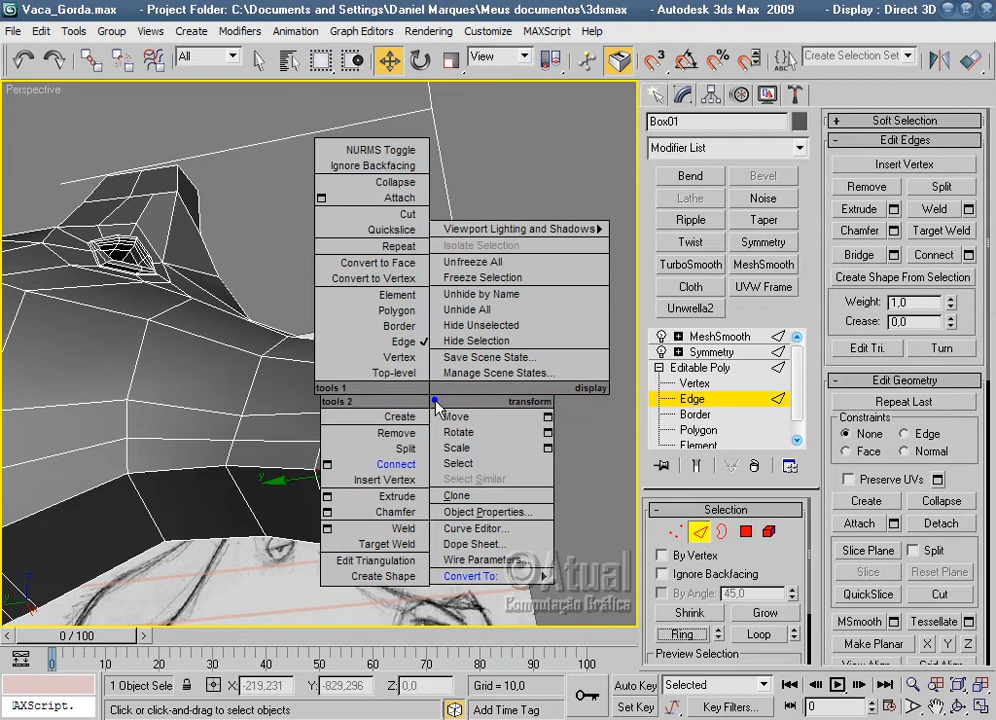 Vaca_Gorda.max - Project Folder: C:\Documents and Settings\Daniel Marques\Meus documentos\3dsmax - Autodesk 3ds Max 2009 - Display : Direct 3D
File Edit Tools Group Views Create Modifiers Animation Graph Editors Rendering Customize MAXScript Help
All View Create Selection Set
Perspective
NURMS Toggle
Ignore Backfacing
Collapse
Attach
Cut
Quickslice
Repeat
Convert to Face
Convert to Vertex
Element
Polygon
Border
Edge
Vertex
Top-level
tools 1
Viewport Lighting and Shadows
Isolate Selection
Unfreeze All
Freeze Selection
Unhide by Name
Unhide All
Hide Unselected
Hide Selection
Save Scene State...
Manage Scene States...
display
tools 2
Create
Remove
Split
Connect
Insert Vertex
Extrude
Chamfer
Weld
Target Weld
Edit Triangulation
Create Shape
transform
Move
Rotate
Scale
Select
Select Similar
Clone
Object Properties...
Curve Editor...
Dope Sheet...
Wire Parameters...
Convert To:
©Atual
Computação Gráfica
Box01
Modifier List
Bend Bevel
Lathe Noise
Ripple Taper
Twist Symmetry
TurboSmooth MeshSmooth
Cloth UVW Map
Unwrella2
MeshSmooth
Symmetry
Editable Poly
Vertex
Edge
Border
Polygon
Element
Selection
By Vertex
Ignore Backfacing
By Angle: 45,0
Shrink Grow
Ring Loop
Preview Selection
Soft Selection
Edit Edges
Insert Vertex
Remove Split
Extrude Weld
Chamfer Target Weld
Bridge Connect
Create Shape From Selection
Weight: 1,0
Crease: 0,0
Edit Tri. Turn
Edit Geometry
Repeat Last
Constraints
None Edge
Face Normal
Preserve UVs
Create Collapse
Attach Detach
Slice Plane Split
Slice Reset Plane
QuickSlice Cut
MSmooth Tessellate
Make Planar X Y Z
View Align Grid Align
0 / 100
0 10 20 30 40 50 60 70 80 90 100
1 Object Sele X: -219,231 Y: -829,296 Z: 0,0 Grid = 10,0
AXScript. Click or click-and-drag to select objects Add Time Tag
Auto Key Selected
Set Key Key Filters... 0